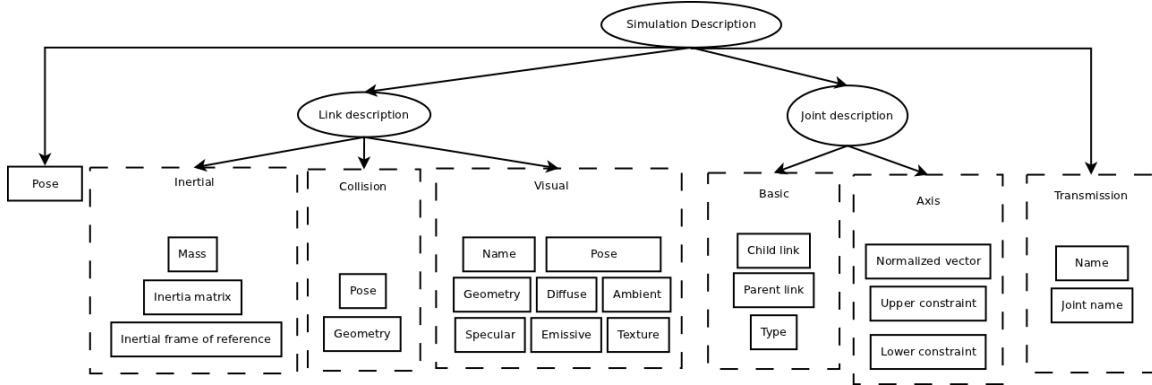 Simulation Description
Link description
Joint description
Pose
Inertial
Mass
Inertia matrix
Inertial frame of reference
Collision
Pose
Geometry
Visual
Name
Pose
Geometry
Diffuse
Ambient
Specular
Emissive
Texture
Basic
Child link
Parent link
Type
Axis
Normalized vector
Upper constraint
Lower constraint
Transmission
Name
Joint name